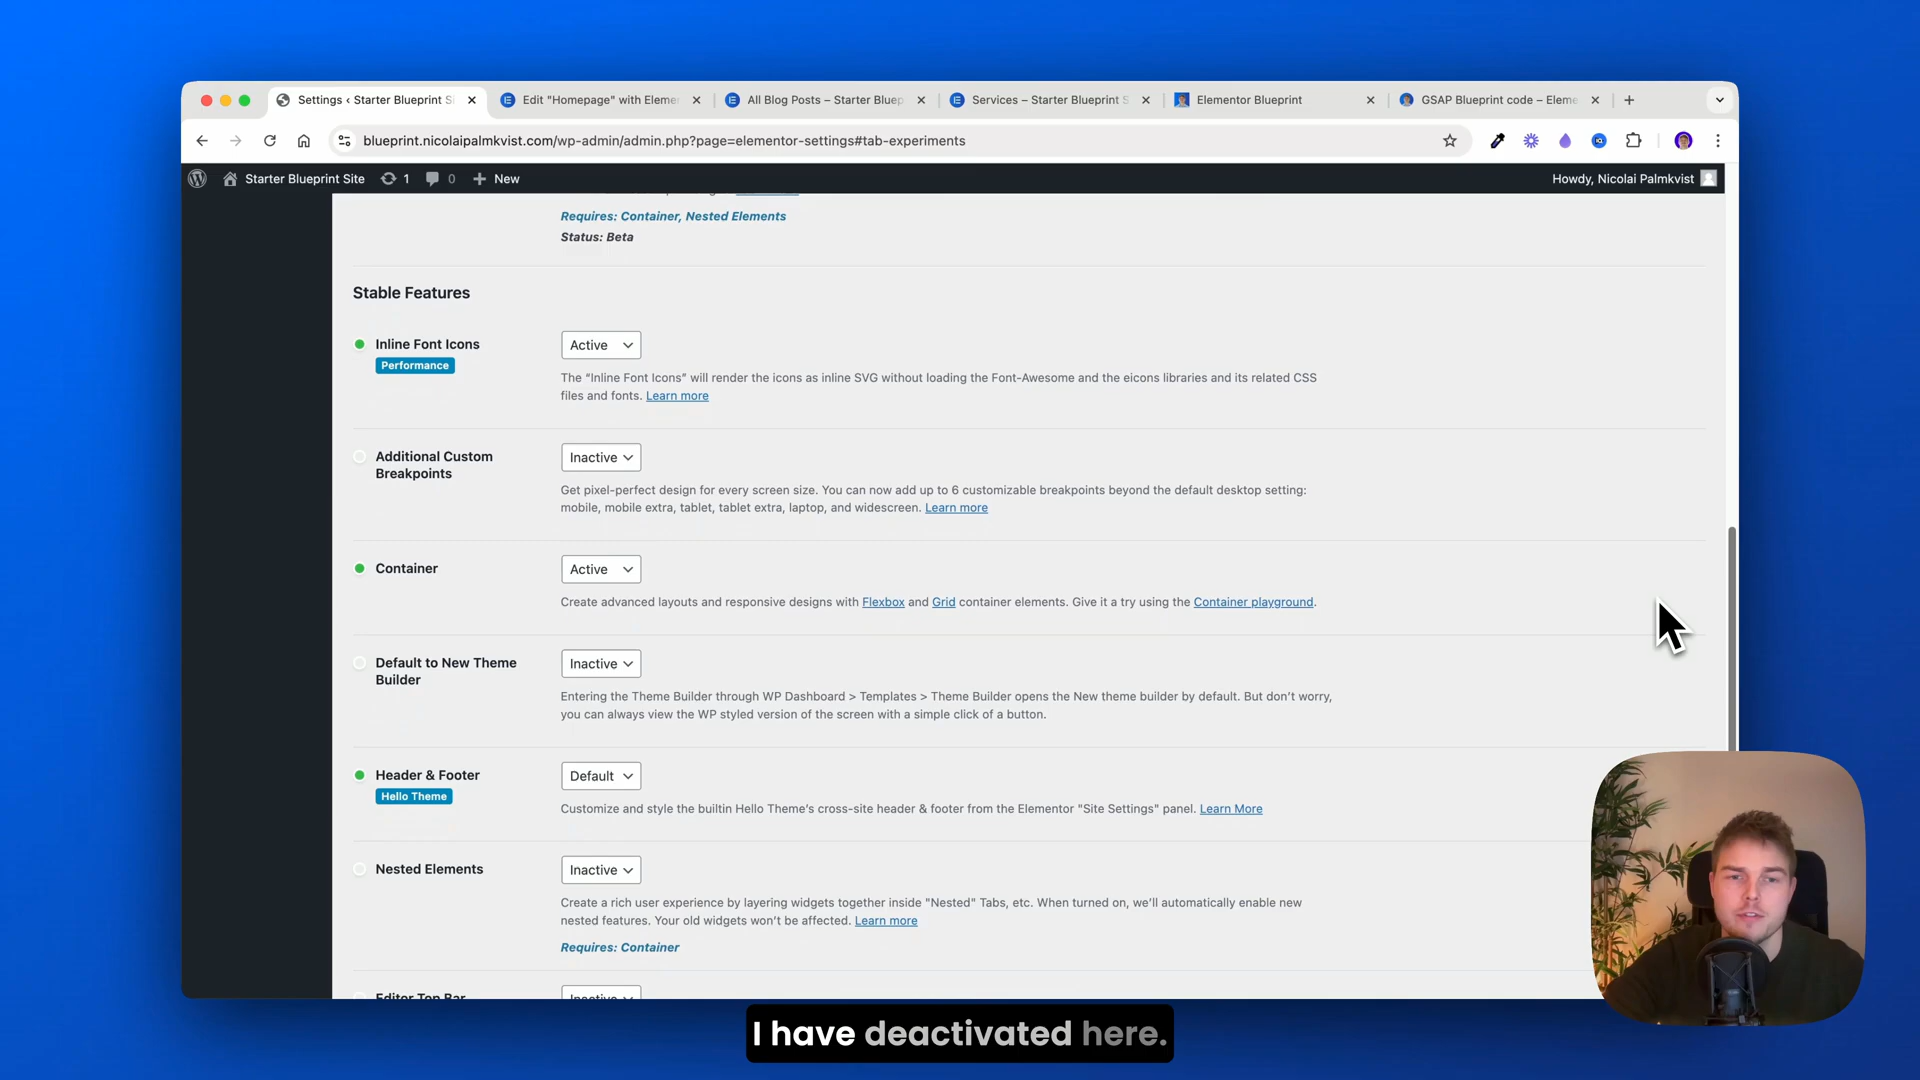 Settings ‹ Starter Blueprint Si
Edit "Homepage" with Eleme
All Blog Posts – Starter Bluep
Services – Starter Blueprint S
Elementor Blueprint
GSAP Blueprint code – Eleme
blueprint.nicolaipalmkvist.com/wp-admin/admin.php?page=elementor-settings#tab-experiments
Starter Blueprint Site
1
0
New
Howdy, Nicolai Palmkvist
Requires: Container, Nested Elements
Status: Beta
Stable Features
Inline Font Icons
Performance
Active
The “Inline Font Icons” will render the icons as inline SVG without loading the Font-Awesome and the eicons libraries and its related CSS
files and fonts. Learn more
Additional Custom
Breakpoints
Inactive
Get pixel-perfect design for every screen size. You can now add up to 6 customizable breakpoints beyond the default desktop setting:
mobile, mobile extra, tablet, tablet extra, laptop, and widescreen. Learn more
Container
Active
Create advanced layouts and responsive designs with Flexbox and Grid container elements. Give it a try using the Container playground.
Default to New Theme
Builder
Inactive
Entering the Theme Builder through WP Dashboard > Templates > Theme Builder opens the New theme builder by default. But don’t worry,
you can always view the WP styled version of the screen with a simple click of a button.
Header & Footer
Hello Theme
Default
Customize and style the builtin Hello Theme’s cross-site header & footer from the Elementor "Site Settings" panel. Learn More
Nested Elements
Inactive
Create a rich user experience by layering widgets together inside "Nested" Tabs, etc. When turned on, we’ll automatically enable new
nested features. Your old widgets won’t be affected. Learn more
Requires: Container
Editor Top Bar
Inactive
I have deactivated here.